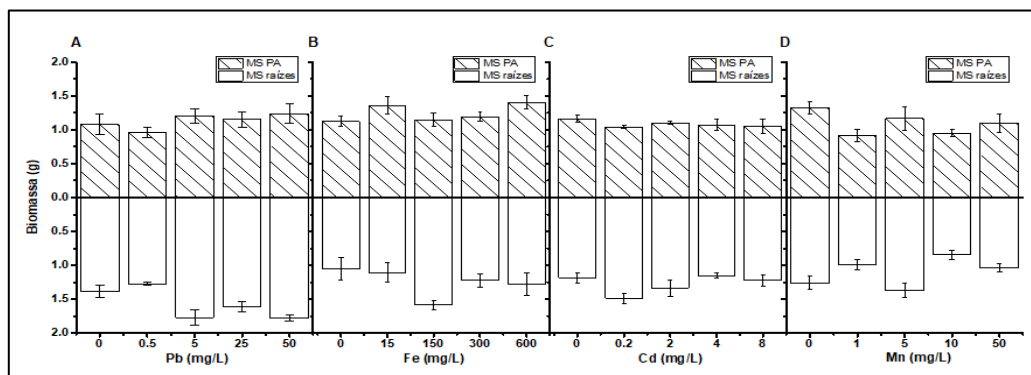 A B C D
MS PA MS PA MS PA MS PA
MS raízes MS raízes MS raízes MS raízes
Biomassa (g)
2.0
1.5
1.0
0.5
0.0
0.5
1.0
1.5
2.0
0 0.5 5 25 50 0 15 150 300 600 0 0.2 2 4 8 0 1 5 10 50
Pb (mg/L) Fe (mg/L) Cd (mg/L) Mn (mg/L)